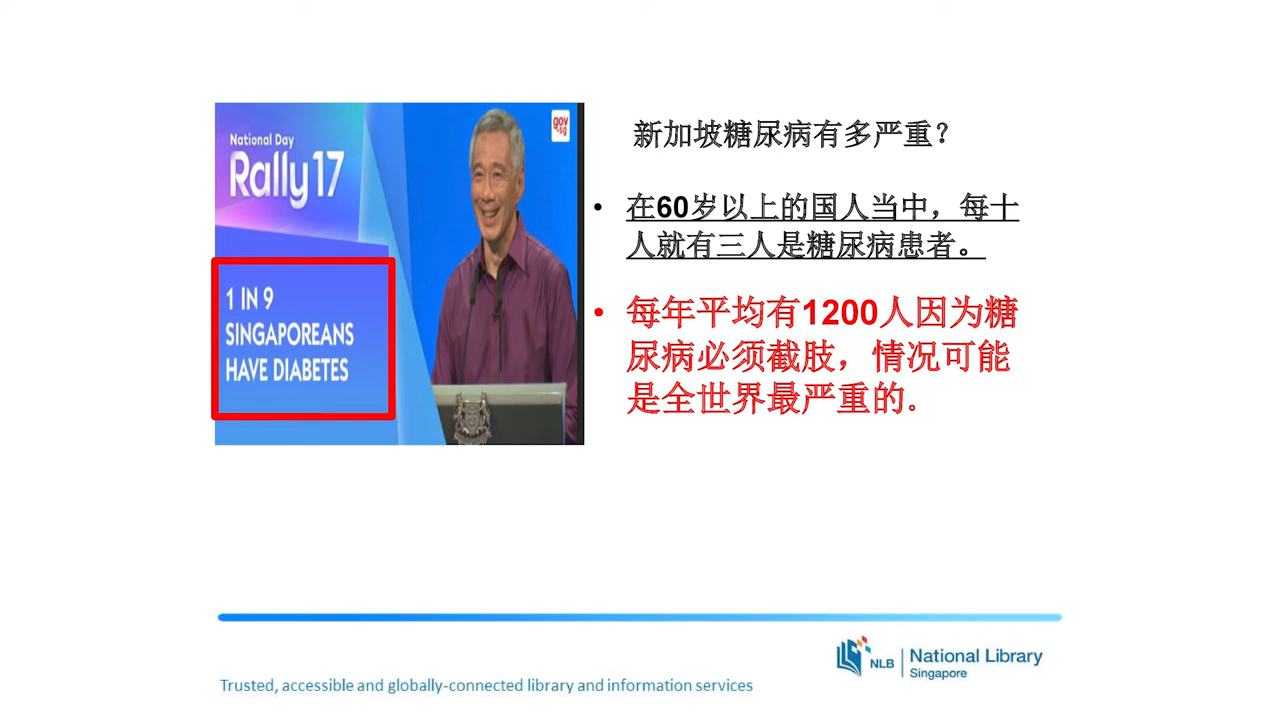 National Day
Rally 17
gov
.sg
1 IN 9
SINGAPOREANS
HAVE DIABETES
新加坡糖尿病有多严重？
• 在60岁以上的国人当中，每十
人就有三人是糖尿病患者。
• 每年平均有1200人因为糖
尿病必须截肢，情况可能
是全世界最严重的.
NLB
National Library
Singapore
Trusted, accessible and globally-connected library and information services